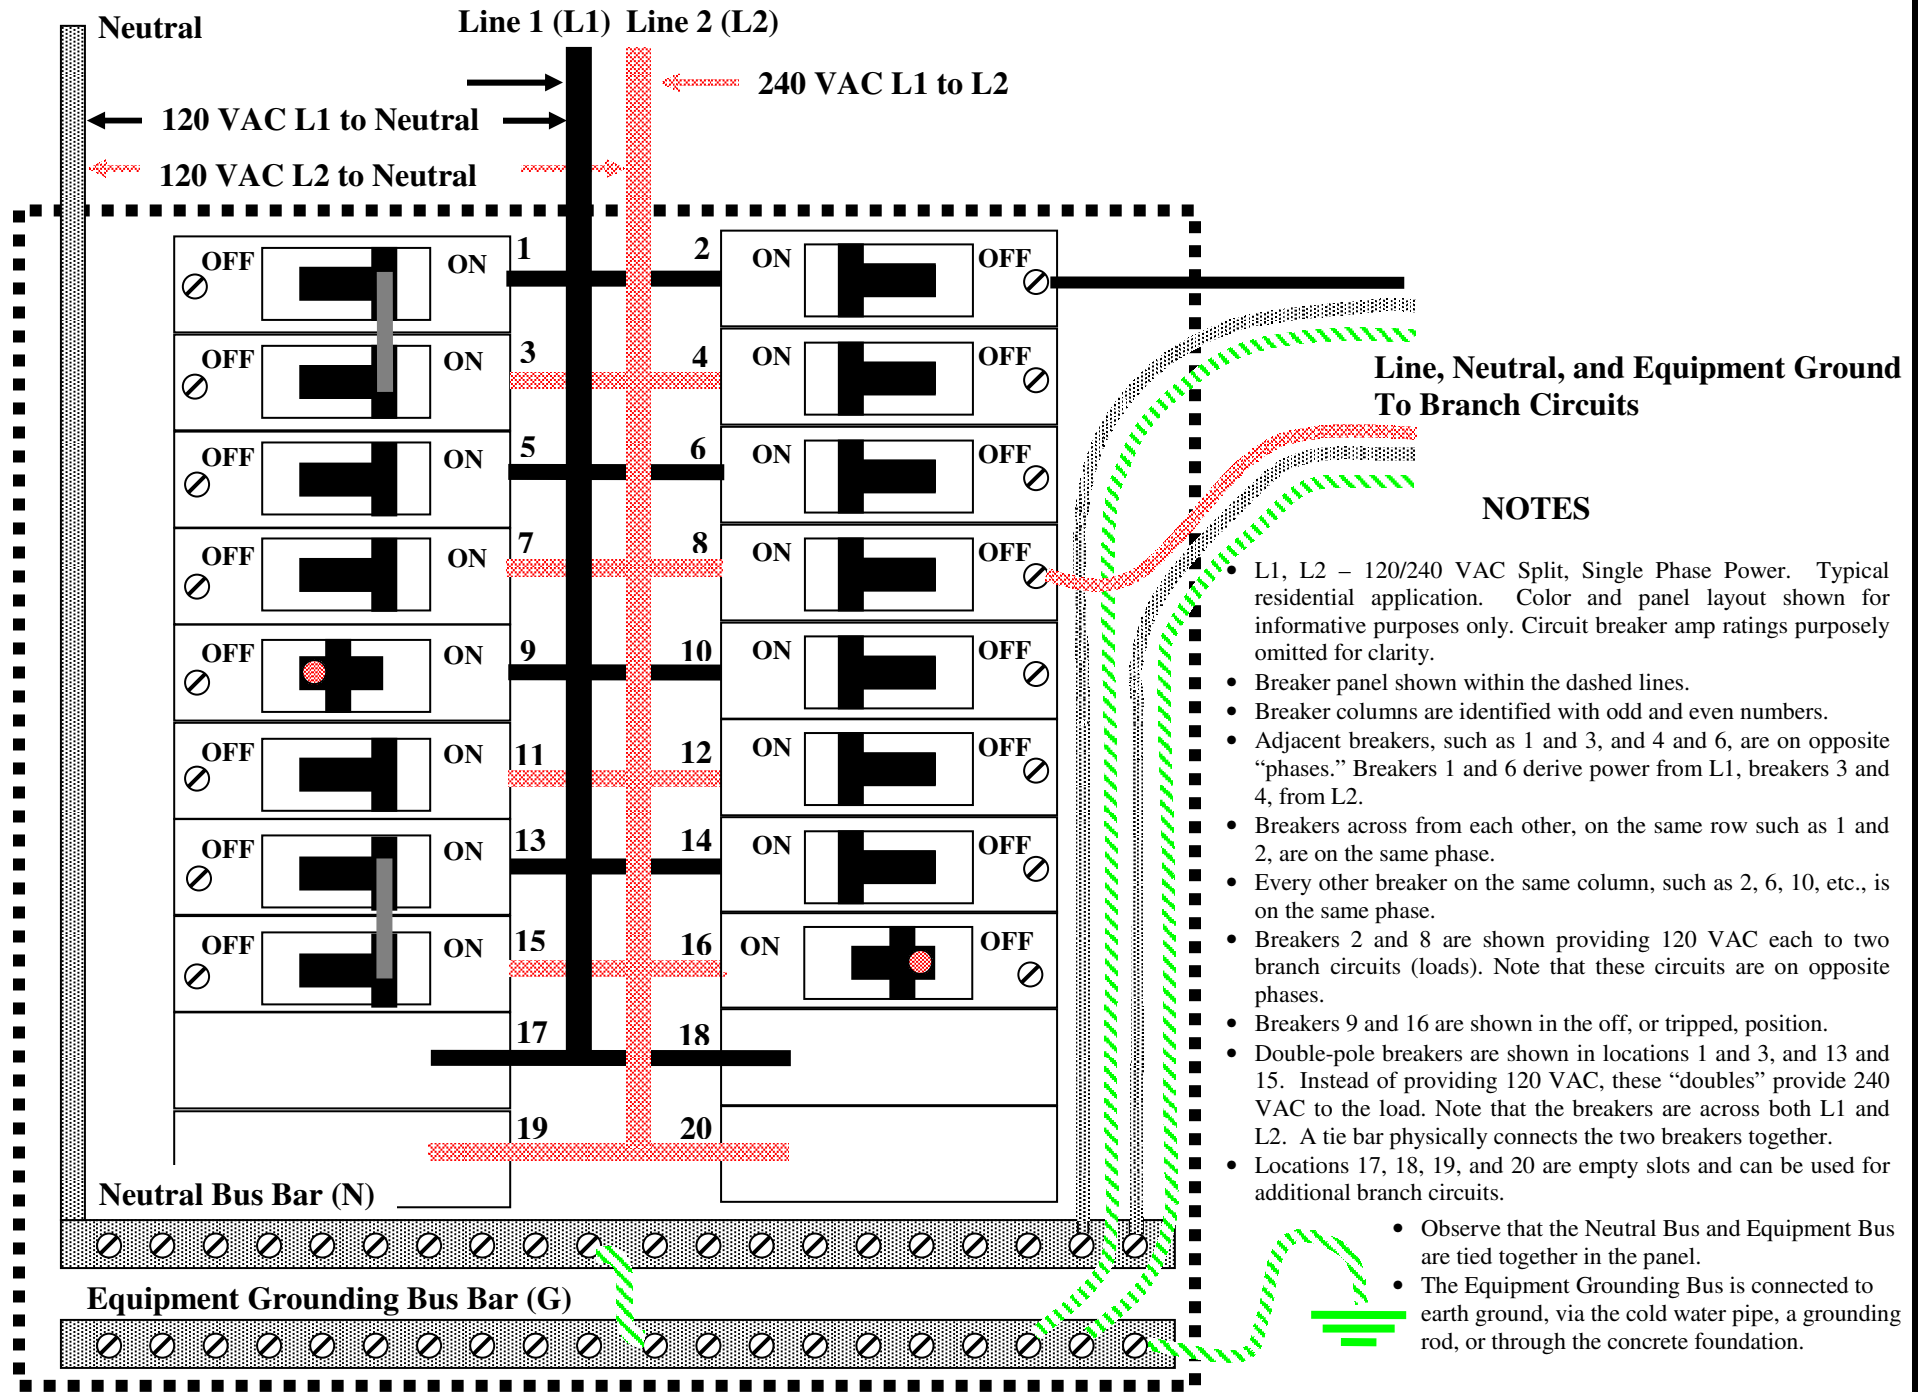 Neutral
Line 1 (L1) Line 2 (L2)
240 VAC L1 to L2
120 VAC L1 to Neutral
120 VAC L2 to Neutral
OFF ON 1 2 ON OFF
OFF ON 3 4 ON OFF
OFF ON 5 6 ON OFF
OFF ON 7 8 ON OFF
OFF ON 9 10 ON OFF
OFF ON 11 12 ON OFF
OFF ON 13 14 ON OFF
OFF ON 15 16 ON OFF
17 18
19 20
Neutral Bus Bar (N)
Equipment Grounding Bus Bar (G)
Line, Neutral, and Equipment Ground
To Branch Circuits
NOTES
• L1, L2 – 120/240 VAC Split, Single Phase Power. Typical
residential application. Color and panel layout shown for
informative purposes only. Circuit breaker amp ratings purposely
omitted for clarity.
• Breaker panel shown within the dashed lines.
• Breaker columns are identified with odd and even numbers.
• Adjacent breakers, such as 1 and 3, and 4 and 6, are on opposite
“phases.” Breakers 1 and 6 derive power from L1, breakers 3 and
4, from L2.
• Breakers across from each other, on the same row such as 1 and
2, are on the same phase.
• Every other breaker on the same column, such as 2, 6, 10, etc., is
on the same phase.
• Breakers 2 and 8 are shown providing 120 VAC each to two
branch circuits (loads). Note that these circuits are on opposite
phases.
• Breakers 9 and 16 are shown in the off, or tripped, position.
• Double-pole breakers are shown in locations 1 and 3, and 13 and
15. Instead of providing 120 VAC, these “doubles” provide 240
VAC to the load. Note that the breakers are across both L1 and
L2. A tie bar physically connects the two breakers together.
• Locations 17, 18, 19, and 20 are empty slots and can be used for
additional branch circuits.
• Observe that the Neutral Bus and Equipment Bus
are tied together in the panel.
• The Equipment Grounding Bus is connected to
earth ground, via the cold water pipe, a grounding
rod, or through the concrete foundation.